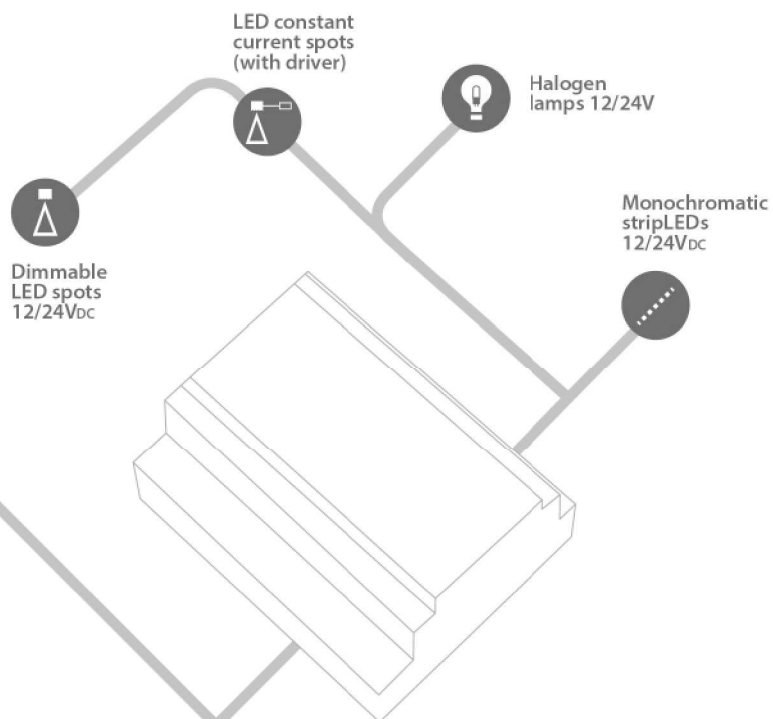 LED constant
current spots
(with driver)
Halogen
lamps 12/24V
Monochromatic
stripLEDs
12/24VDC
Dimmable
LED spots
12/24VDC